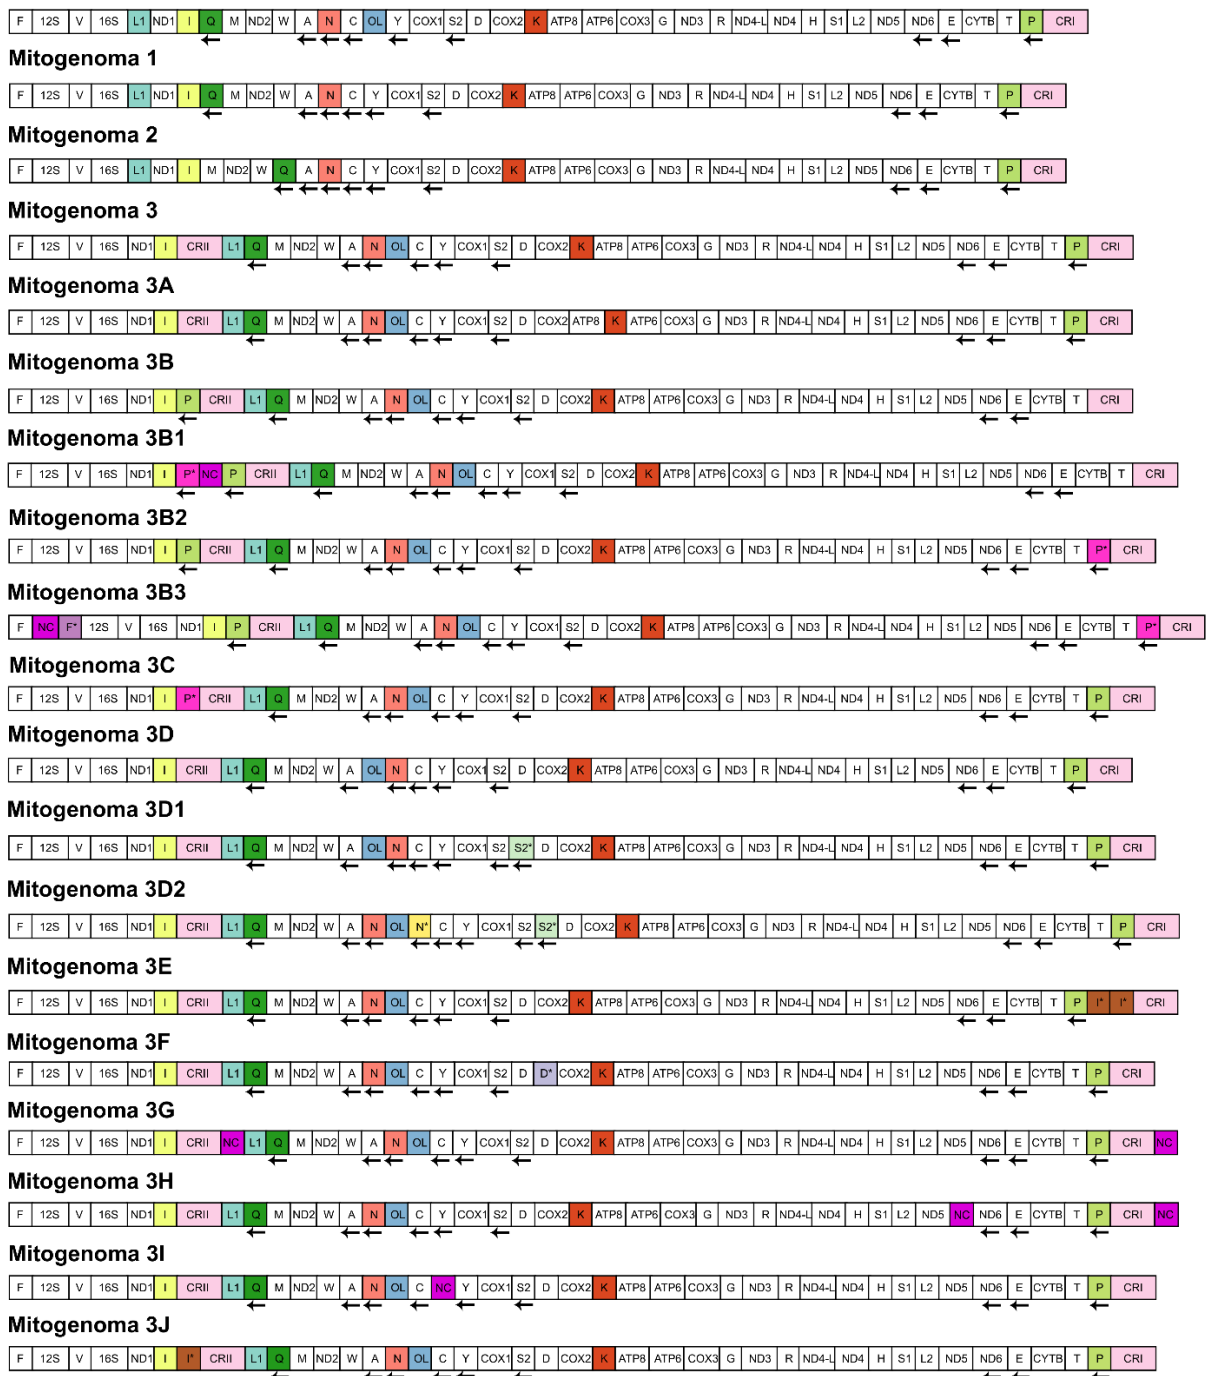 F 12S V 16S L1 ND1 I Q M ND2 W A N C OL Y COX1 S2 D COX2 K ATP8 ATP6 COX3 G ND3 R ND4-L ND4 H S1 L2 ND5 ND6 E CYTB T P CRI
Mitogenoma 1
F 12S V 16S L1 ND1 I Q M ND2 W A N C Y COX1 S2 D COX2 K ATP8 ATP6 COX3 G ND3 R ND4-L ND4 H S1 L2 ND5 ND6 E CYTB T P CRI
Mitogenoma 2
F 12S V 16S L1 ND1 I M ND2 W Q A N C Y COX1 S2 D COX2 K ATP8 ATP6 COX3 G ND3 R ND4-L ND4 H S1 L2 ND5 ND6 E CYTB T P CRI
Mitogenoma 3
F 12S V 16S ND1 I CRII L1 Q M ND2 W A N OL C Y COX1 S2 D COX2 K ATP8 ATP6 COX3 G ND3 R ND4-L ND4 H S1 L2 ND5 ND6 E CYTB T P CRI
Mitogenoma 3A
F 12S V 16S ND1 I CRII L1 Q M ND2 W A N OL C Y COX1 S2 D COX2 ATP8 K ATP6 COX3 G ND3 R ND4-L ND4 H S1 L2 ND5 ND6 E CYTB T P CRI
Mitogenoma 3B
F 12S V 16S ND1 I P CRII L1 Q M ND2 W A N OL C Y COX1 S2 D COX2 K ATP8 ATP6 COX3 G ND3 R ND4-L ND4 H S1 L2 ND5 ND6 E CYTB T CRI
Mitogenoma 3B1
F 12S V 16S ND1 I P* NC P CRII L1 Q M ND2 W A N OL C Y COX1 S2 D COX2 K ATP8 ATP6 COX3 G ND3 R ND4-L ND4 H S1 L2 ND5 ND6 E CYTB T CRI
Mitogenoma 3B2
F 12S V 16S ND1 I P CRII L1 Q M ND2 W A N OL C Y COX1 S2 D COX2 K ATP8 ATP6 COX3 G ND3 R ND4-L ND4 H S1 L2 ND5 ND6 E CYTB T P* CRI
Mitogenoma 3B3
F NC F* 12S V 16S ND1 I P CRII L1 Q M ND2 W A N OL C Y COX1 S2 D COX2 K ATP8 ATP6 COX3 G ND3 R ND4-L ND4 H S1 L2 ND5 ND6 E CYTB T P* CRI
Mitogenoma 3C
F 12S V 16S ND1 I P* CRII L1 Q M ND2 W A N OL C Y COX1 S2 D COX2 K ATP8 ATP6 COX3 G ND3 R ND4-L ND4 H S1 L2 ND5 ND6 E CYTB T P CRI
Mitogenoma 3D
F 12S V 16S ND1 I CRII L1 Q M ND2 W A OL N C Y COX1 S2 D COX2 K ATP8 ATP6 COX3 G ND3 R ND4-L ND4 H S1 L2 ND5 ND6 E CYTB T P CRI
Mitogenoma 3D1
F 12S V 16S ND1 I CRII L1 Q M ND2 W A OL N C Y COX1 S2 S2* D COX2 K ATP8 ATP6 COX3 G ND3 R ND4-L ND4 H S1 L2 ND5 ND6 E CYTB T P CRI
Mitogenoma 3D2
F 12S V 16S ND1 I CRII L1 Q M ND2 W A N OL N* C Y COX1 S2 S2* D COX2 K ATP8 ATP6 COX3 G ND3 R ND4-L ND4 H S1 L2 ND5 ND6 E CYTB T P CRI
Mitogenoma 3E
F 12S V 16S ND1 I CRII L1 Q M ND2 W A N OL C Y COX1 S2 D COX2 K ATP8 ATP6 COX3 G ND3 R ND4-L ND4 H S1 L2 ND5 ND6 E CYTB T P I* I* CRI
Mitogenoma 3F
F 12S V 16S ND1 I CRII L1 Q M ND2 W A N OL C Y COX1 S2 D D* COX2 K ATP8 ATP6 COX3 G ND3 R ND4-L ND4 H S1 L2 ND5 ND6 E CYTB T P CRI
Mitogenoma 3G
F 12S V 16S ND1 I CRII NC L1 Q M ND2 W A N OL C Y COX1 S2 D COX2 K ATP8 ATP6 COX3 G ND3 R ND4-L ND4 H S1 L2 ND5 ND6 E CYTB T P CRI NC
Mitogenoma 3H
F 12S V 16S ND1 I CRII L1 Q M ND2 W A N OL C Y COX1 S2 D COX2 K ATP8 ATP6 COX3 G ND3 R ND4-L ND4 H S1 L2 ND5 NC ND6 E CYTB T P CRI NC
Mitogenoma 3I
F 12S V 16S ND1 I CRII L1 Q M ND2 W A N OL C NC Y COX1 S2 D COX2 K ATP8 ATP6 COX3 G ND3 R ND4-L ND4 H S1 L2 ND5 ND6 E CYTB T P CRI
Mitogenoma 3J
F 12S V 16S ND1 I I* CRII L1 Q M ND2 W A N OL C Y COX1 S2 D COX2 K ATP8 ATP6 COX3 G ND3 R ND4-L ND4 H S1 L2 ND5 ND6 E CYTB T P CRI